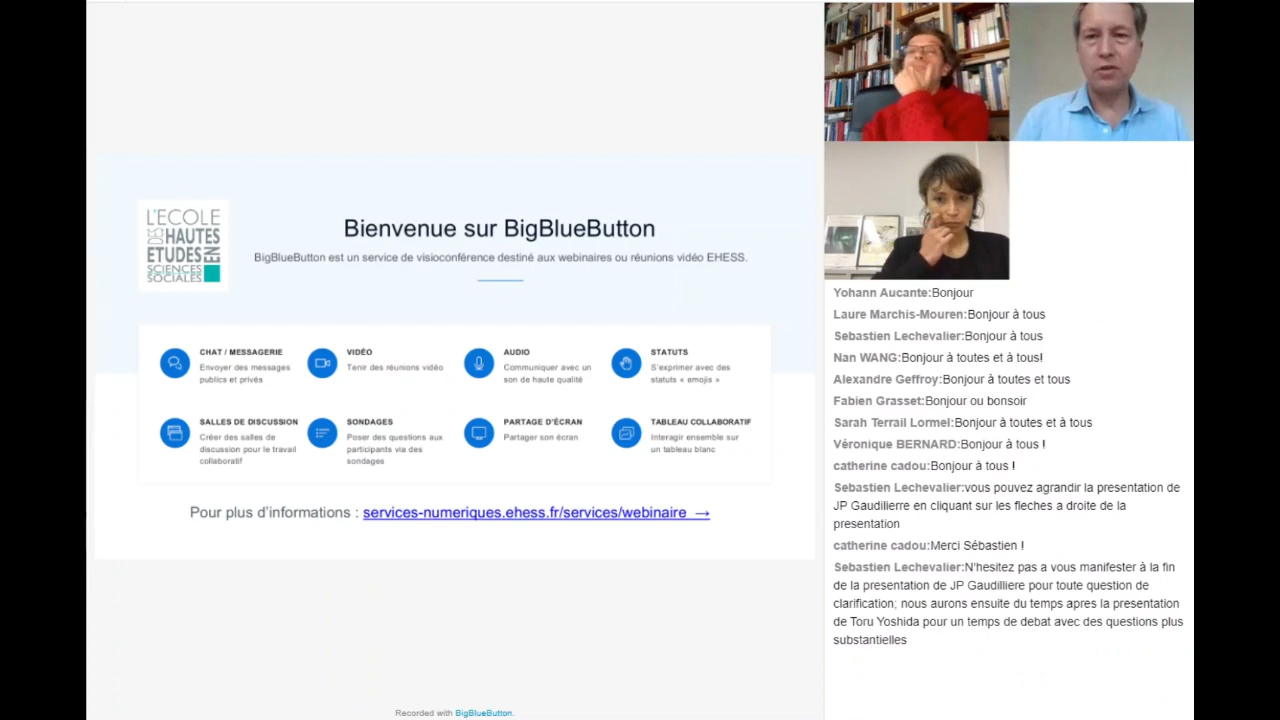 L'ECOLE
DES HAUTES
ETUDES EN
SCIENCES
SOCIALES
Bienvenue sur BigBlueButton
BigBlueButton est un service de visioconférence destiné aux webinaires ou réunions vidéo EHESS.
CHAT / MESSAGERIE
Envoyer des messages
publics et privés
VIDÉO
Tenir des réunions vidéo
AUDIO
Communiquer avec un
son de haute qualité
STATUTS
S'exprimer avec des
statuts « emojis »
SALLES DE DISCUSSION
Créer des salles de
discussion pour le travail
collaboratif
SONDAGES
Poser des questions aux
participants via des
sondages
PARTAGE D'ÉCRAN
Partager son écran
TABLEAU COLLABORATIF
Interagir ensemble sur
un tableau blanc
Pour plus d'informations : services-numeriques.ehess.fr/services/webinaire →
Recorded with BigBlueButton.
Yohann Aucante:Bonjour
Laure Marchis-Mouren:Bonjour à tous
Sebastien Lechevalier:Bonjour à tous
Nan WANG:Bonjour à toutes et à tous!
Alexandre Geffroy:Bonjour à toutes et tous
Fabien Grasset:Bonjour ou bonsoir
Sarah Terrail Lormel:Bonjour à toutes et à tous
Véronique BERNARD:Bonjour à tous !
catherine cadou:Bonjour à tous !
Sebastien Lechevalier:vous pouvez agrandir la presentation de
JP Gaudillierre en cliquant sur les fleches a droite de la
presentation
catherine cadou:Merci Sébastien !
Sebastien Lechevalier:N'hesitez pas a vous manifester à la fin
de la presentation de JP Gaudilliere pour toute question de
clarification; nous aurons ensuite du temps apres la presentation
de Toru Yoshida pour un temps de debat avec des questions plus
substantielles